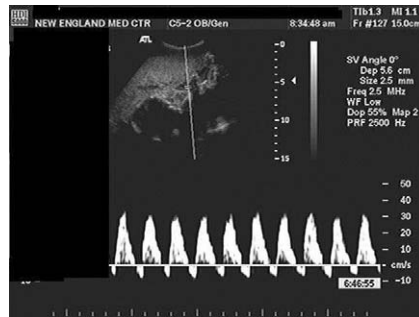 TIb1.3 MI 1.1
NEW ENGLAND MED CTR C5-2 OB/Gen 8:34:48 am Fr #127 15.0cm
ATL
0
5
10
15
SV Angle 0°
Dep 5.6 cm
Size 2.5 mm
Freq 2.5 MHz
WF Low
Dop 55% Map 2
PRF 2500 Hz
50
40
30
20
10
cm/s
-10
6:46:55